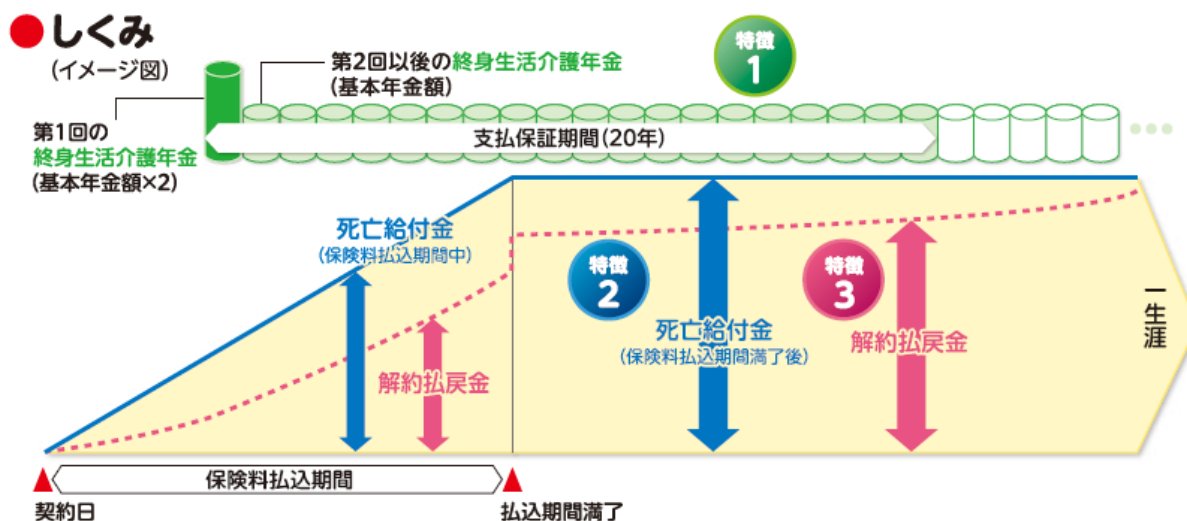 しくみ
(イメージ図)
特徴
1
第2回以後の終身生活介護年金
(基本年金額)
第1回の
終身生活介護年金
(基本年金額×2)
支払保証期間(20年)
死亡給付金
(保険料払込期間中)
特徴
2
特徴
3
死亡給付金
(保険料払込期間満了後)
解約払戻金
解約払戻金
一生涯
保険料払込期間
契約日
払込期間満了